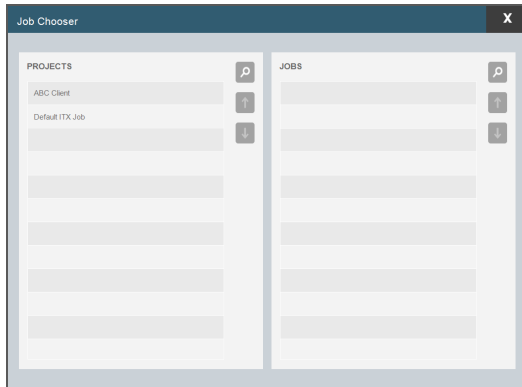 Job Chooser
X
PROJECTS
ABC Client
Default ITX Job
JOBS